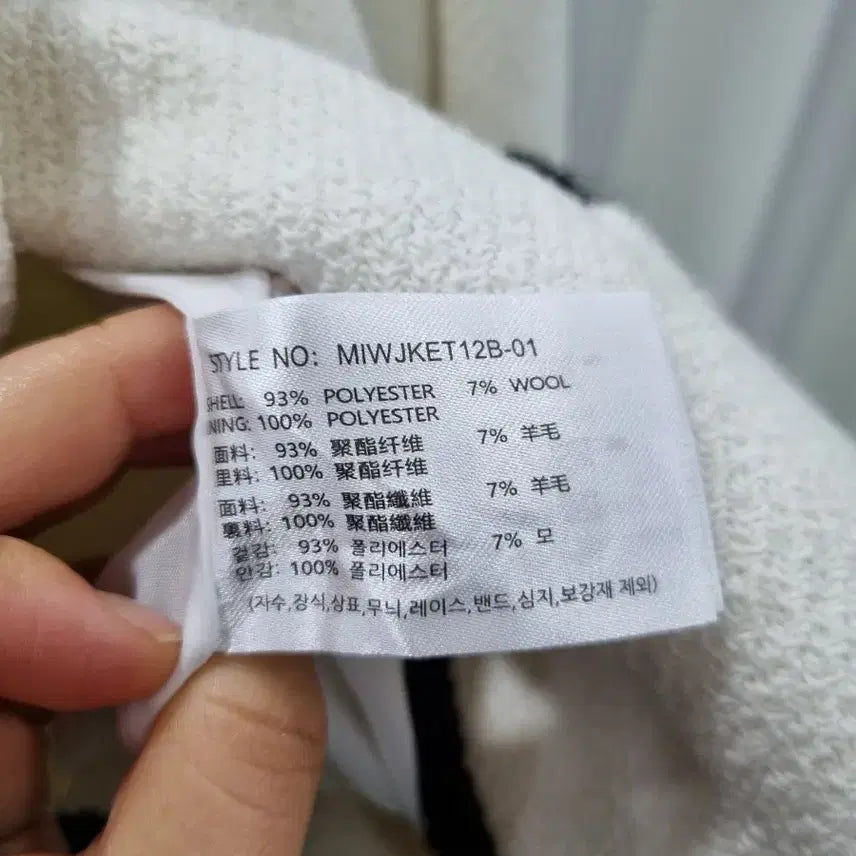 STYLE NO: MIWJKET12B-01
SHELL: 93% POLYESTER 7% WOOL
NING: 100% POLYESTER
面料: 93% 聚酯纤维 7% 羊毛
里料: 100% 聚酯纤维
面料: 93% 聚酯纖維 7% 羊毛
裏料: 100% 聚酯纖維
겉감: 93% 폴리에스터 7% 모
안감: 100% 폴리에스터
(자수,장식,상표,무늬,레이스,밴드,심지,보강재 제외)